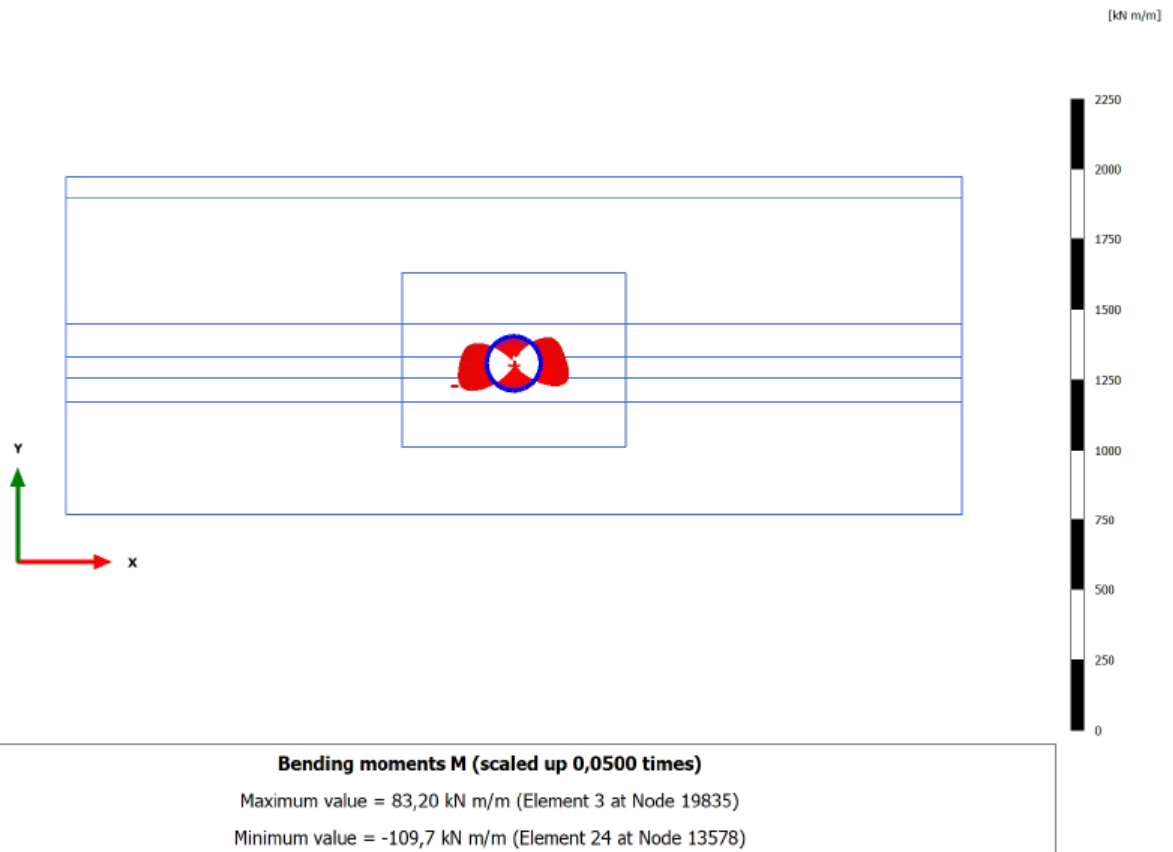 [kN m/m]
2250
2000
1750
1500
1250
1000
750
500
250
0
Y
X
Bending moments M (scaled up 0,0500 times)
Maximum value = 83,20 kN m/m (Element 3 at Node 19835)
Minimum value = -109,7 kN m/m (Element 24 at Node 13578)